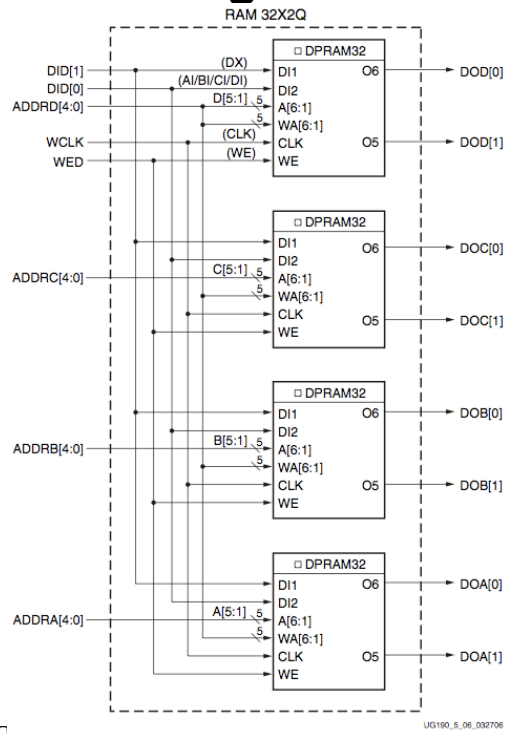 RAM 32X2Q
DPRAM32
DID[1] (DX) DI1 O6 DOD[0]
DID[0] (AI/BI/CI/DI) DI2
ADDRD[4:0] D[5:1] 5 A[6:1]
5 WA[6:1]
WCLK (CLK) CLK O5 DOD[1]
WED (WE) WE
DPRAM32
DI1 O6 DOC[0]
DI2
ADDRC[4:0] C[5:1] 5 A[6:1]
5 WA[6:1]
CLK O5 DOC[1]
WE
DPRAM32
DI1 O6 DOB[0]
DI2
ADDRB[4:0] B[5:1] 5 A[6:1]
5 WA[6:1]
CLK O5 DOB[1]
WE
DPRAM32
DI1 O6 DOA[0]
DI2
ADDRA[4:0] A[5:1] 5 A[6:1]
5 WA[6:1]
CLK O5 DOA[1]
WE
UG190_5_06_032706